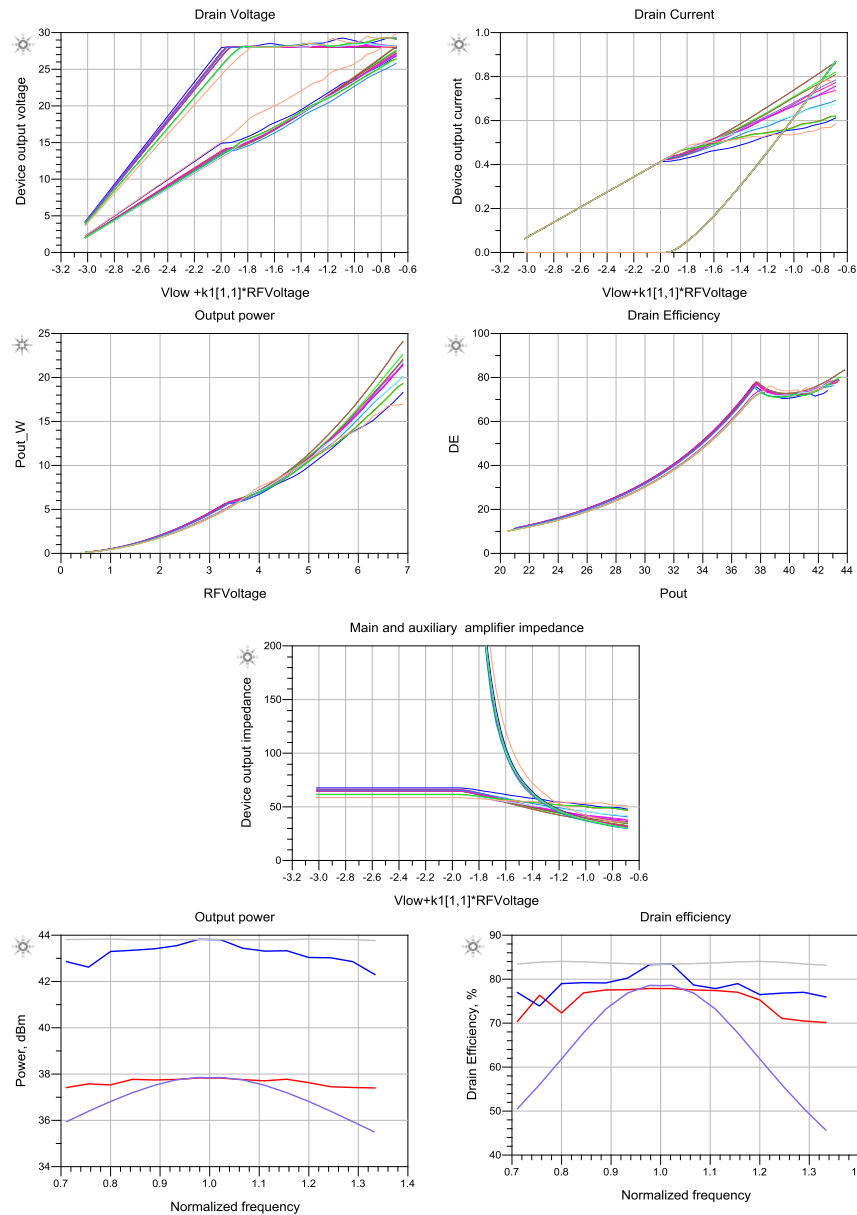 Drain Voltage
Drain Current
Device output voltage
30
25
20
15
10
5
0
-3.2 -3.0 -2.8 -2.6 -2.4 -2.2 -2.0 -1.8 -1.6 -1.4 -1.2 -1.0 -0.8 -0.6
Vlow +k1[1,1]*RFVoltage
Device output current
1.0
0.8
0.6
0.4
0.2
0.0
-3.2 -3.0 -2.8 -2.6 -2.4 -2.2 -2.0 -1.8 -1.6 -1.4 -1.2 -1.0 -0.8 -0.6
Vlow+k1[1,1]*RFVoltage
Output power
Drain Efficiency
Pout_W
25
20
15
10
5
0
0 1 2 3 4 5 6 7
RFVoltage
DE
100
80
60
40
20
0
20 22 24 26 28 30 32 34 36 38 40 42 44
Pout
Main and auxiliary amplifier impedance
Device output impedance
200
150
100
50
0
-3.2 -3.0 -2.8 -2.6 -2.4 -2.2 -2.0 -1.8 -1.6 -1.4 -1.2 -1.0 -0.8 -0.6
Vlow+k1[1,1]*RFVoltage
Output power
Drain efficiency
Power, dBm
44
42
40
38
36
34
0.7 0.8 0.9 1.0 1.1 1.2 1.3 1.4
Normalized frequency
Drain Efficiency, %
90
80
70
60
50
40
0.7 0.8 0.9 1.0 1.1 1.2 1.3
Normalized frequency